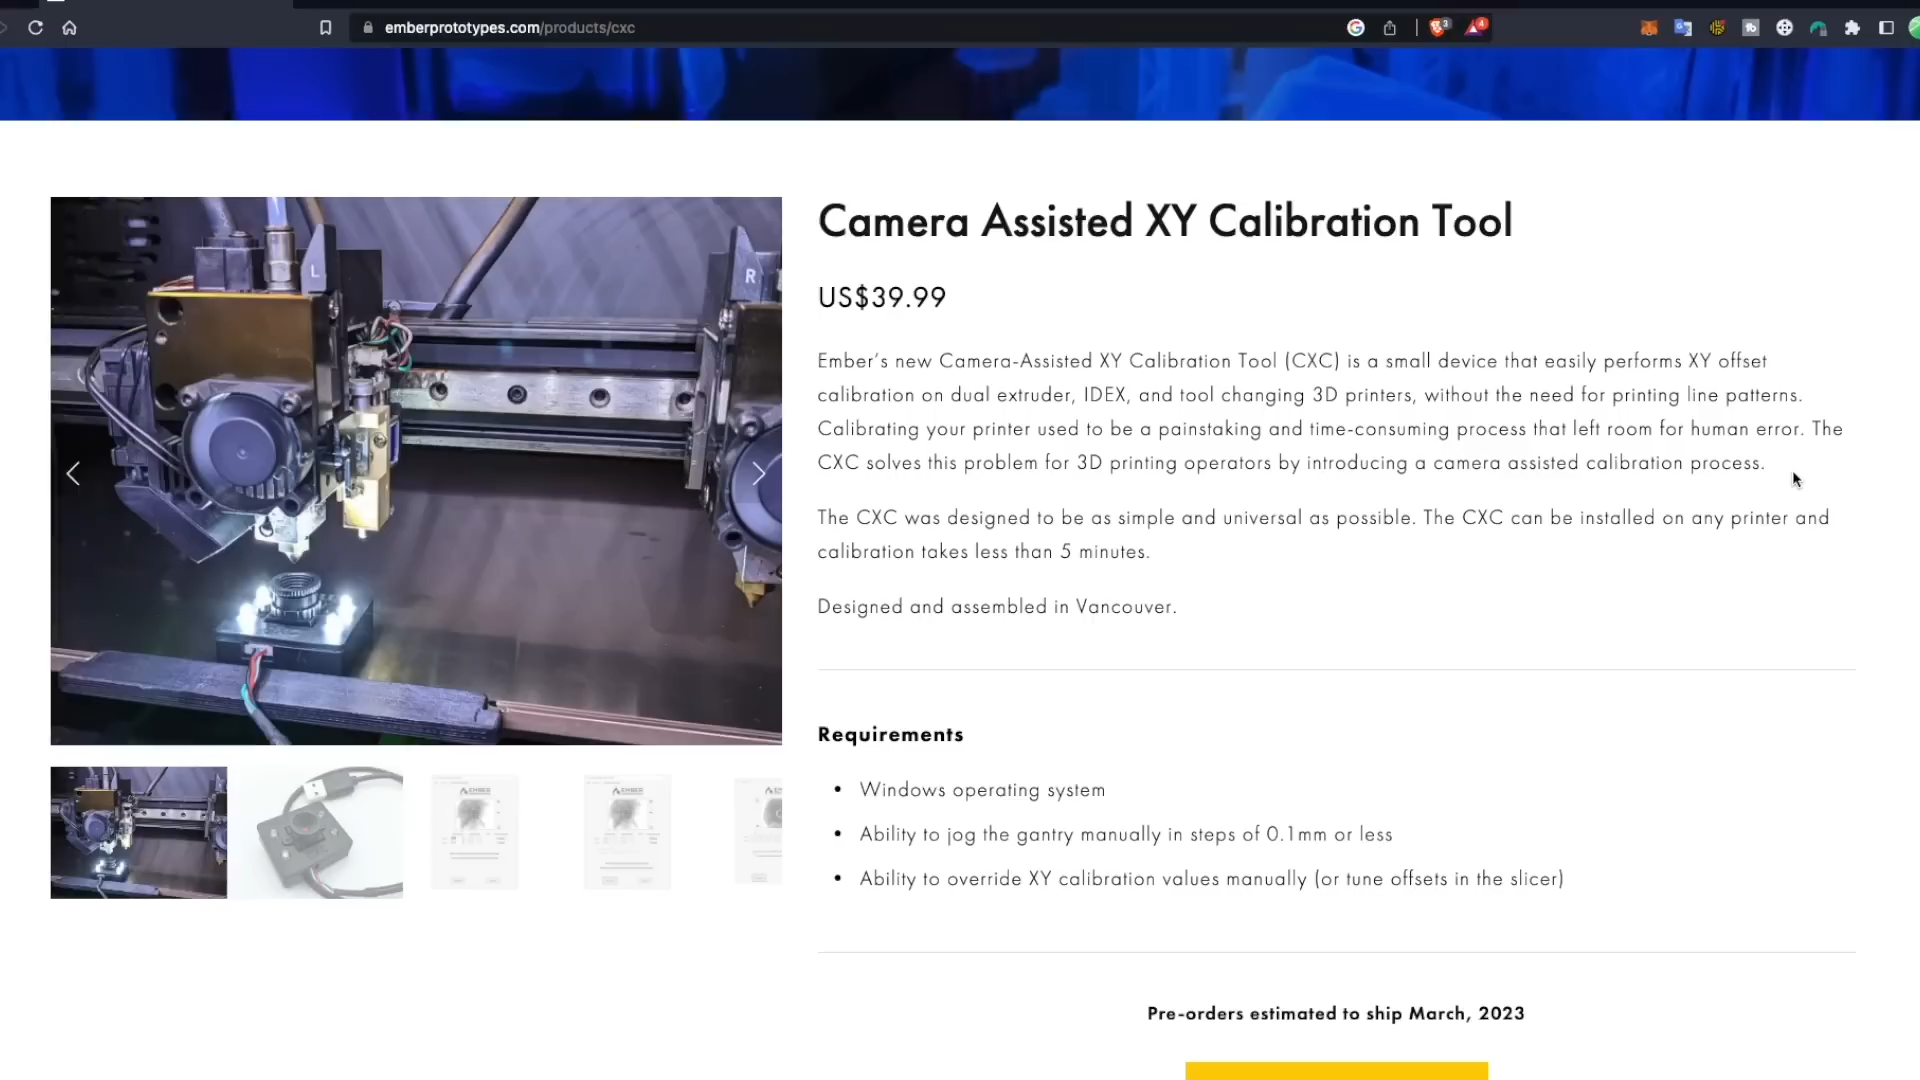 emberprototypes.com/products/cxc
3
4
L
R
Camera Assisted XY Calibration Tool
US$39.99
Ember's new Camera-Assisted XY Calibration Tool (CXC) is a small device that easily performs XY offset
calibration on dual extruder, IDEX, and tool changing 3D printers, without the need for printing line patterns.
Calibrating your printer used to be a painstaking and time-consuming process that left room for human error. The
CXC solves this problem for 3D printing operators by introducing a camera assisted calibration process.
The CXC was designed to be as simple and universal as possible. The CXC can be installed on any printer and
calibration takes less than 5 minutes.
Designed and assembled in Vancouver.
Requirements
• Windows operating system
• Ability to jog the gantry manually in steps of 0.1mm or less
• Ability to override XY calibration values manually (or tune offsets in the slicer)
EMBER
EMBER
Pre-orders estimated to ship March, 2023